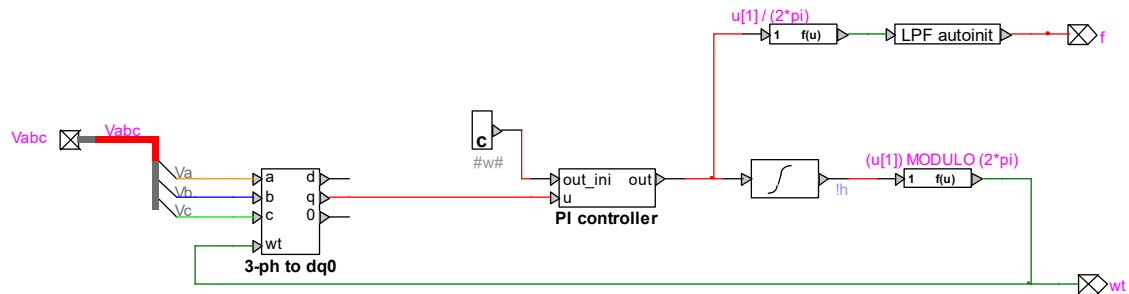 u[1] / (2*pi)
1 f(u)
LPF autoinit
f
Vabc
Vabc
c
#w#
(u[1]) MODULO (2*pi)
Va
a
d
out_ini
out
1 f(u)
Vb
b
q
u
!h
Vc
c
0
PI controller
wt
3-ph to dq0
wt